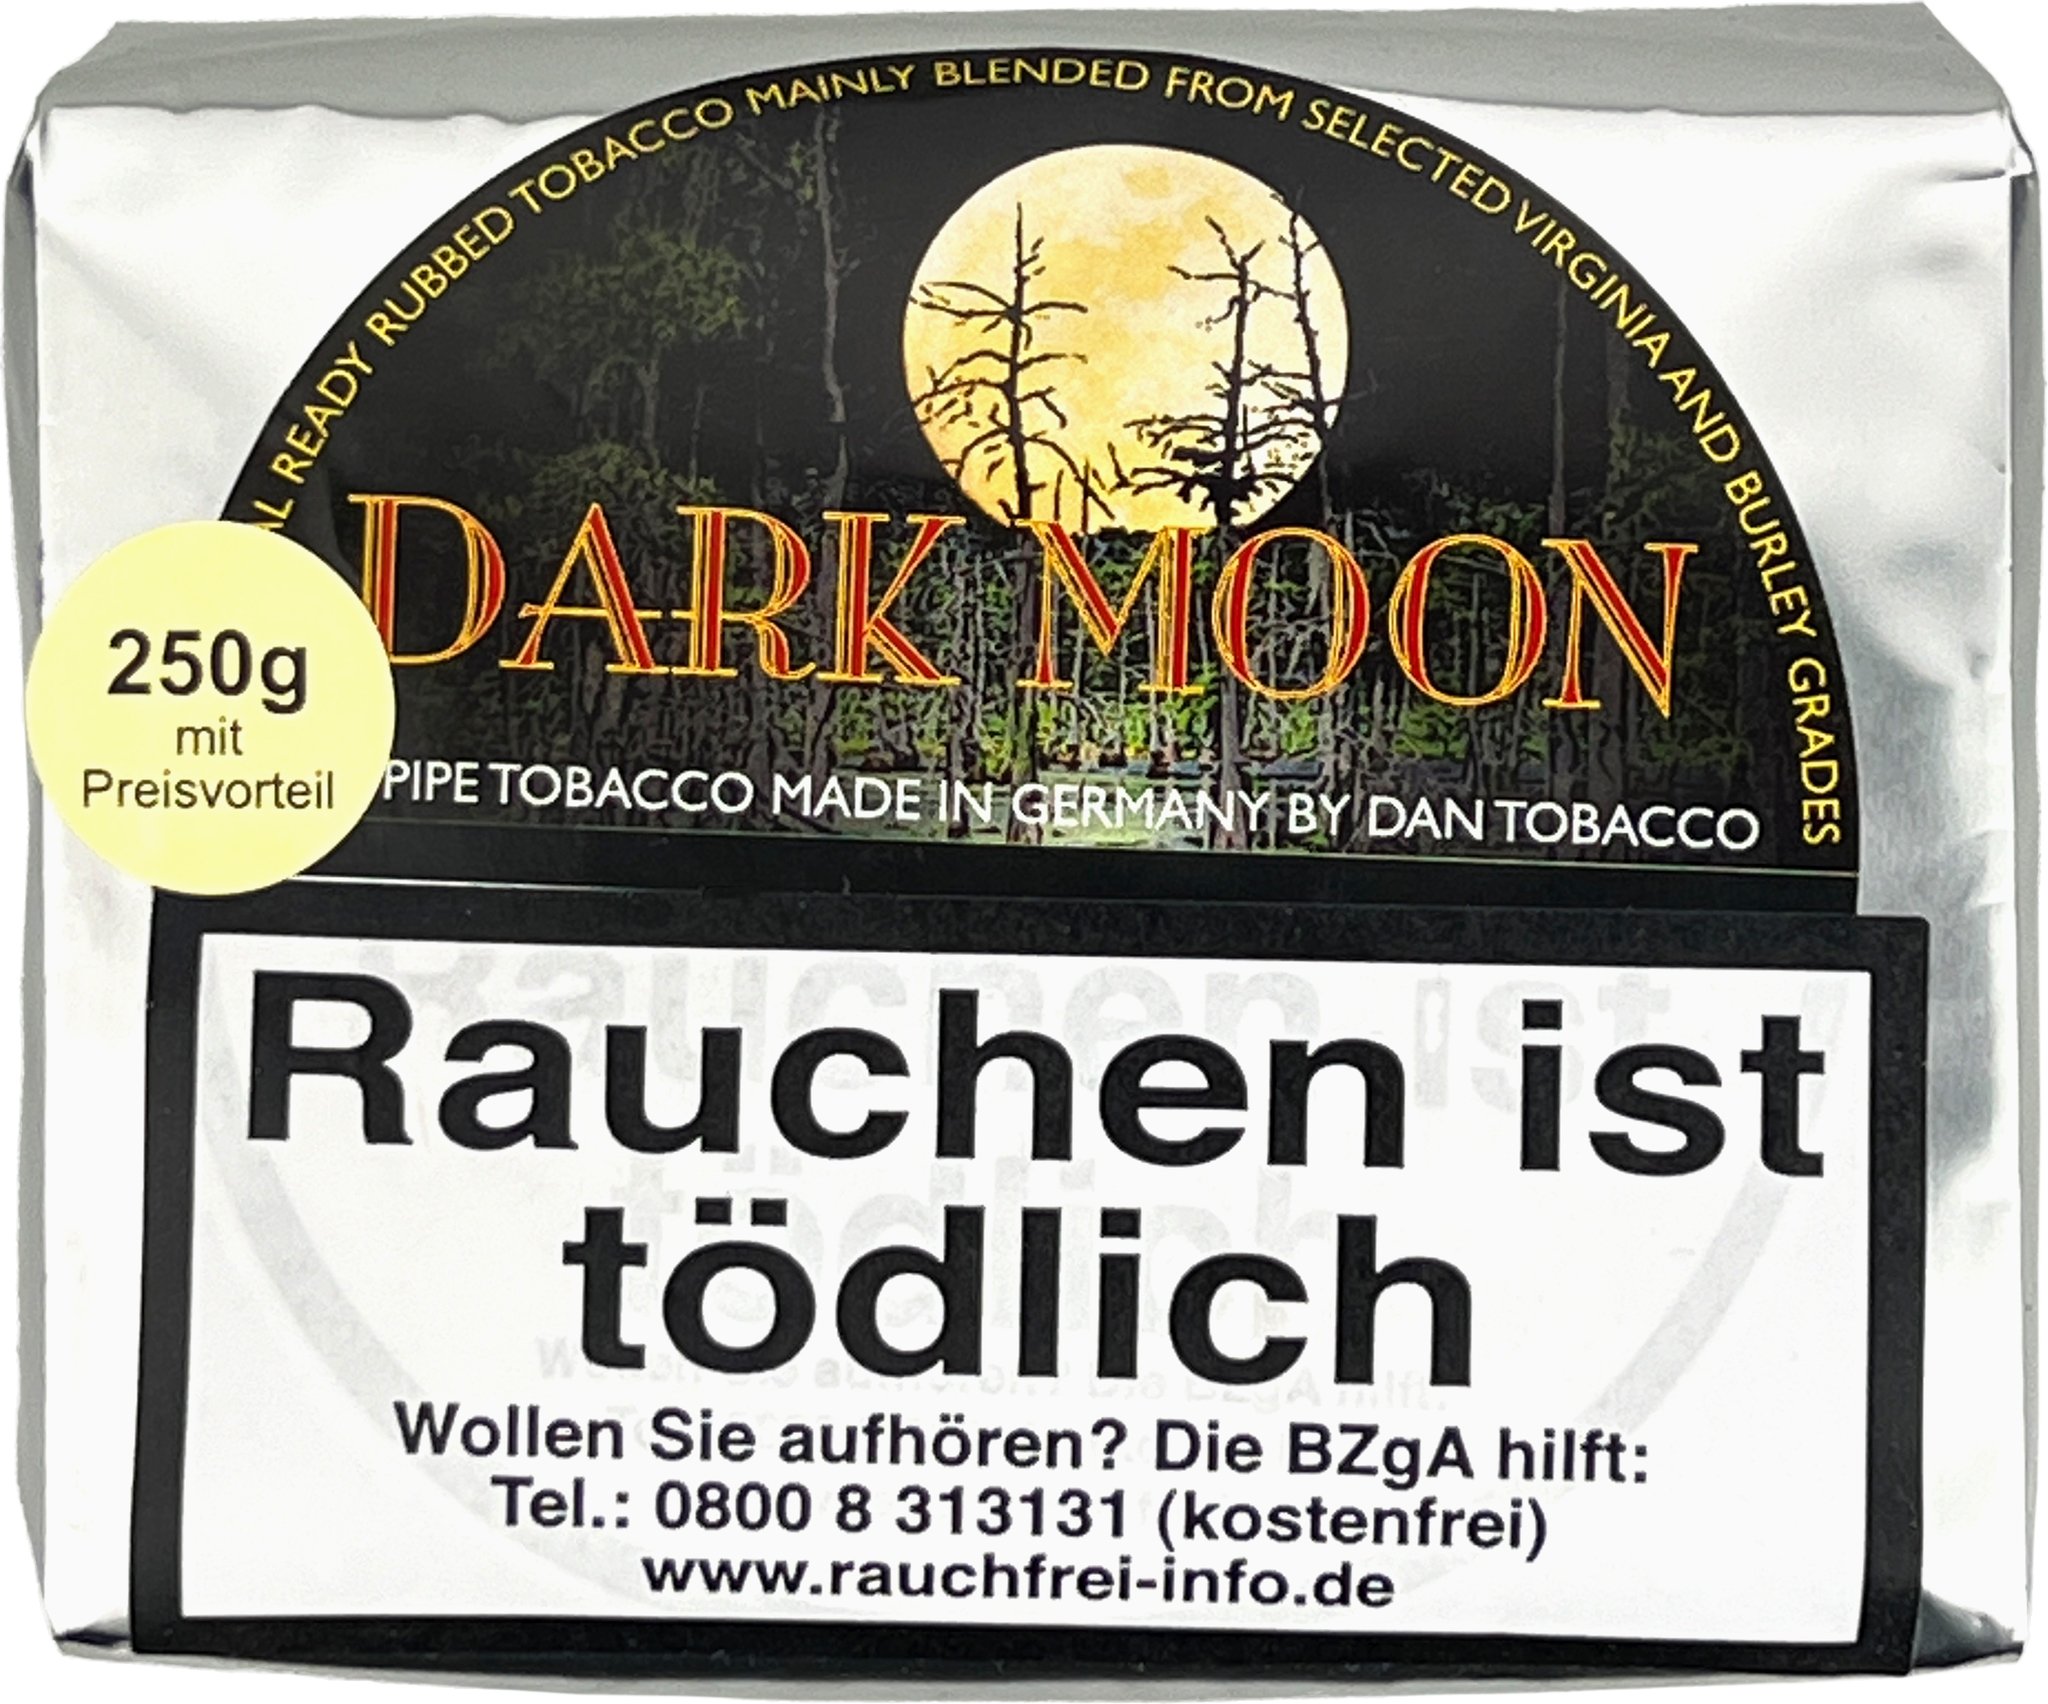 READY RUBBED TOBACCO MAINLY BLENDED FROM SELECTED VIRGINIA AND BURLEY GRADES
DARK MOON
250g
mit
Preisvorteil
PIPE TOBACCO MADE IN GERMANY BY DAN TOBACCO
Rauchen ist
tödlich
Wollen Sie aufhören? Die BZgA hilft:
Tel.: 0800 8 313131 (kostenfrei)
www.rauchfrei-info.de